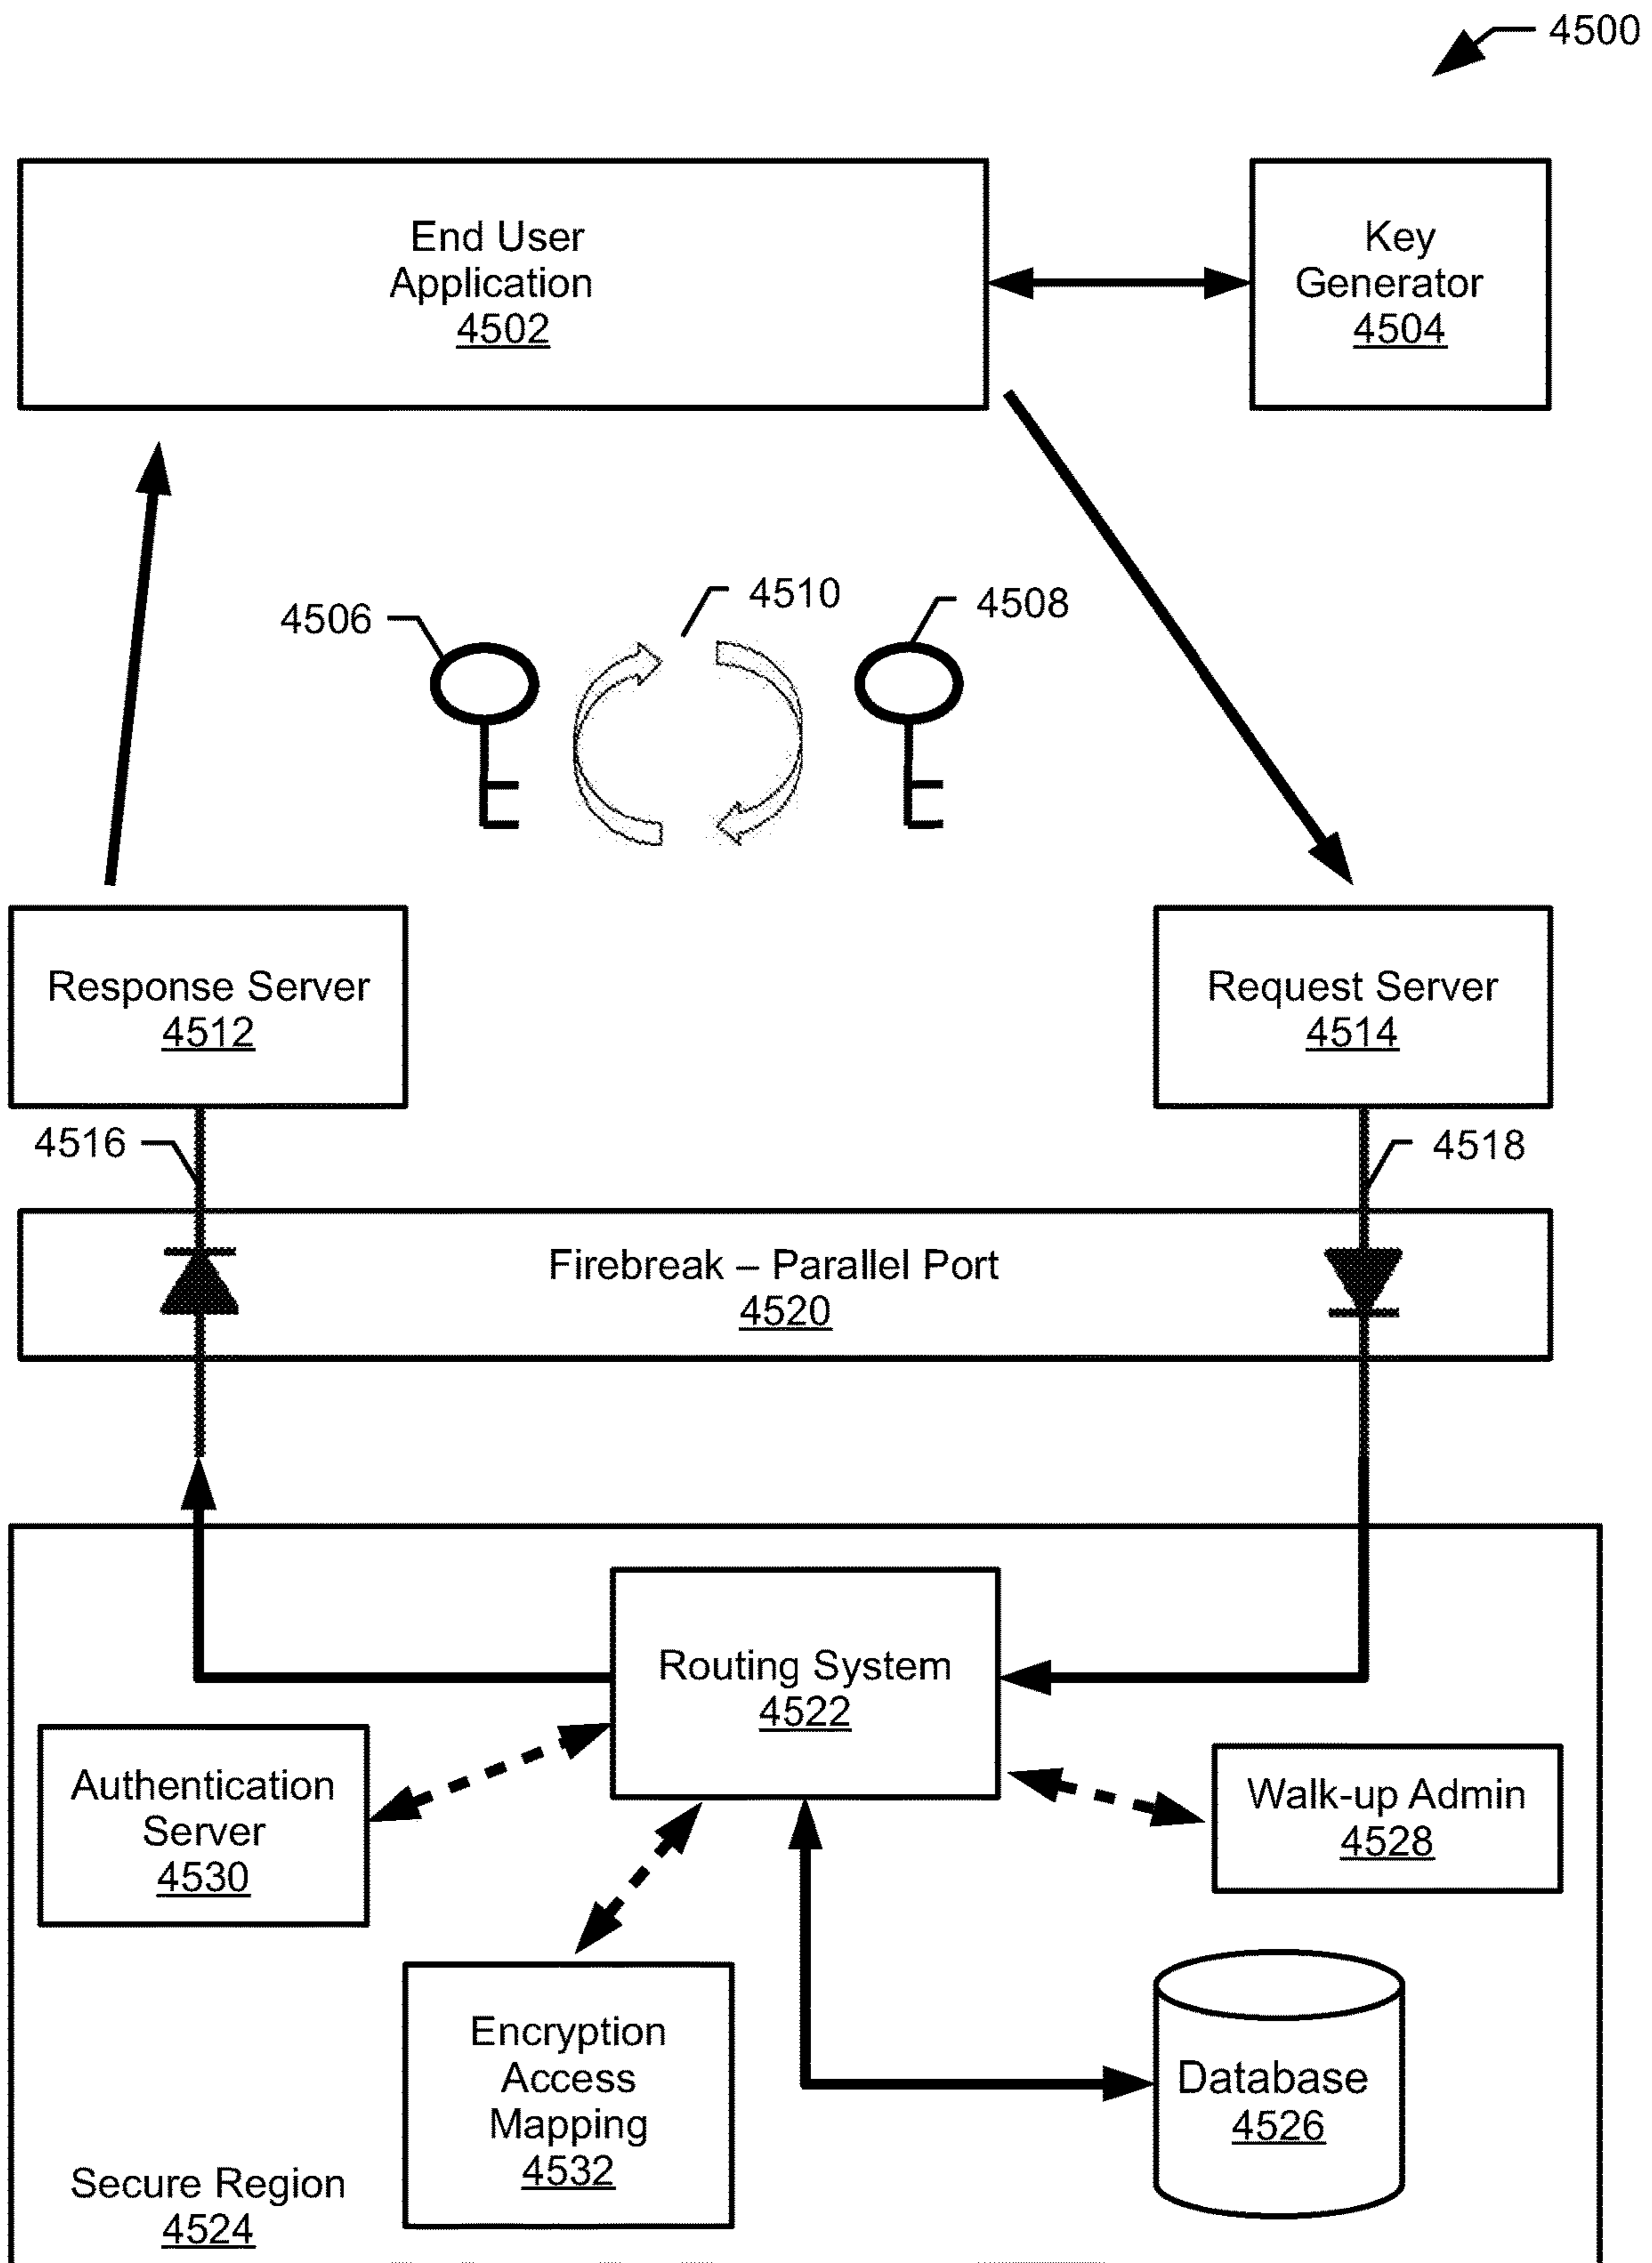 4500
End User
Application
4502
Key
Generator
4504
4506
4510
4508
Response Server
4512
Request Server
4514
4516
4518
Firebreak – Parallel Port
4520
Routing System
4522
Authentication
Server
4530
Walk-up Admin
4528
Encryption
Access
Mapping
4532
Database
4526
Secure Region
4524